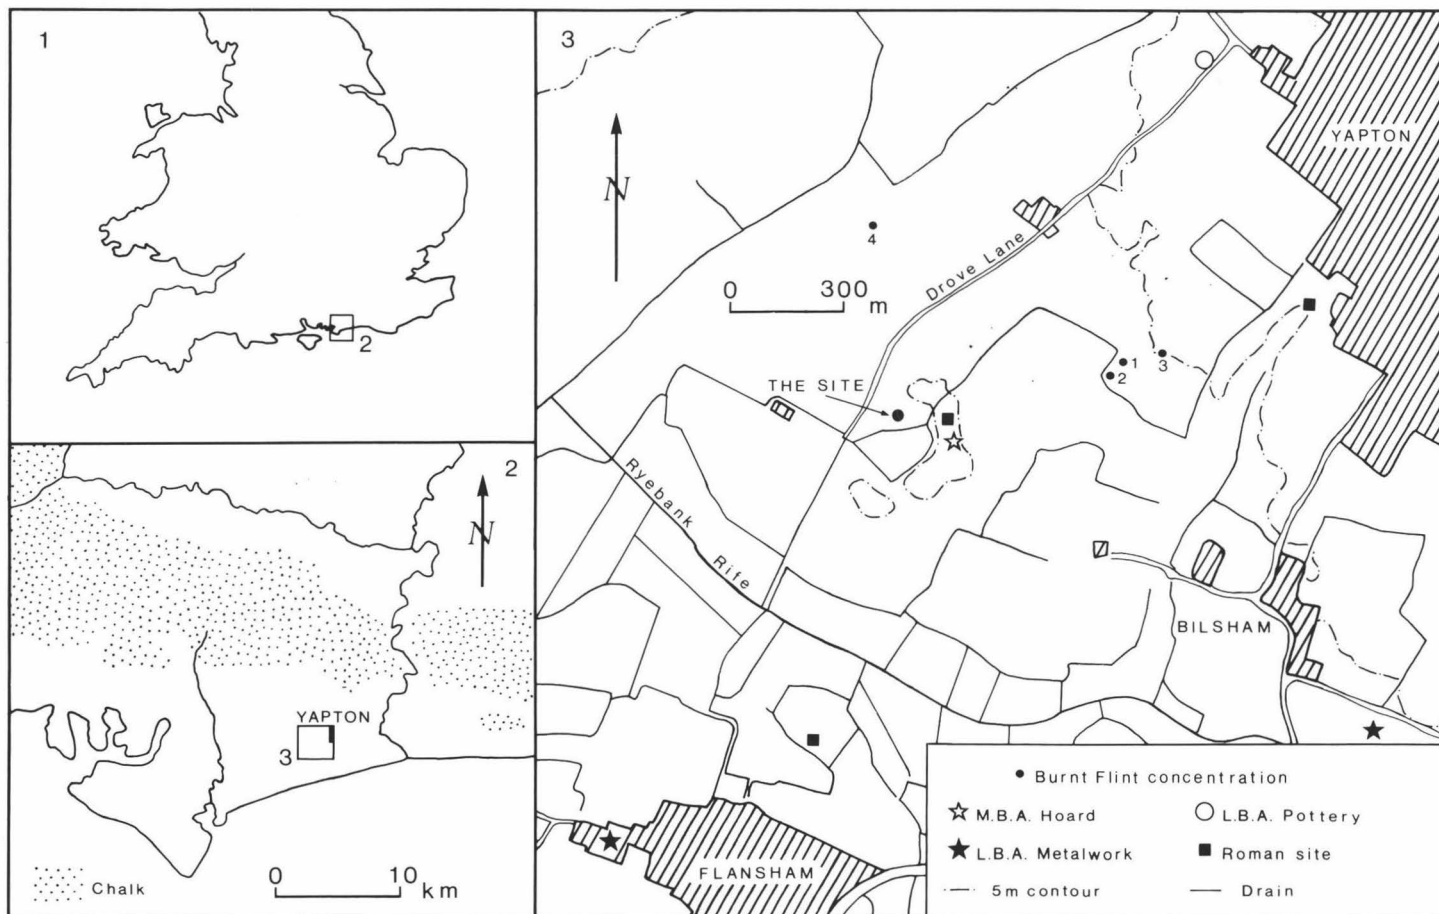 1
2
2
N
YAPTON
3
Chalk
0 10 km
3
N
YAPTON
4
Drove Lane
0 300 m
1
2
3
THE SITE
Ryebank Rife
BILSHAM
FLANSHAM
Burnt Flint concentration
M.B.A. Hoard
L.B.A. Pottery
L.B.A. Metalwork
Roman site
5m contour
Drain